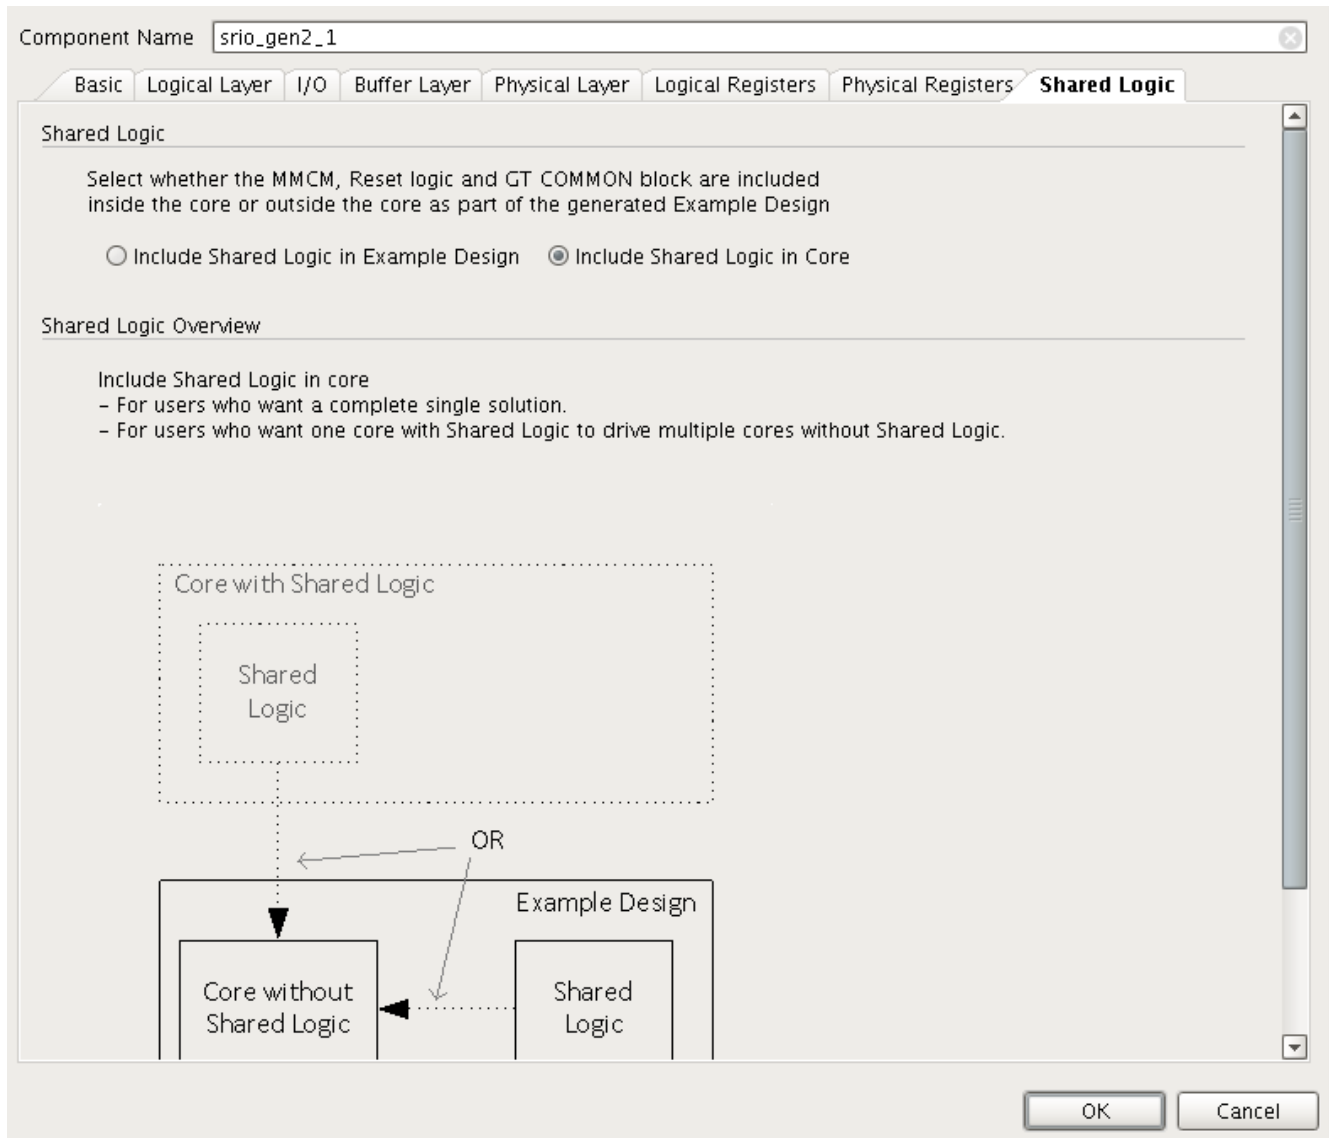 Component Name srio_gen2_1
Basic Logical Layer I/O Buffer Layer Physical Layer Logical Registers Physical Registers Shared Logic
Shared Logic
Select whether the MMCM, Reset logic and GT COMMON block are included
inside the core or outside the core as part of the generated Example Design
Include Shared Logic in Example Design Include Shared Logic in Core
Shared Logic Overview
Include Shared Logic in core
– For users who want a complete single solution.
– For users who want one core with Shared Logic to drive multiple cores without Shared Logic.
Core with Shared Logic
Shared
Logic
OR
Example Design
Core without
Shared Logic
Shared
Logic
OK Cancel